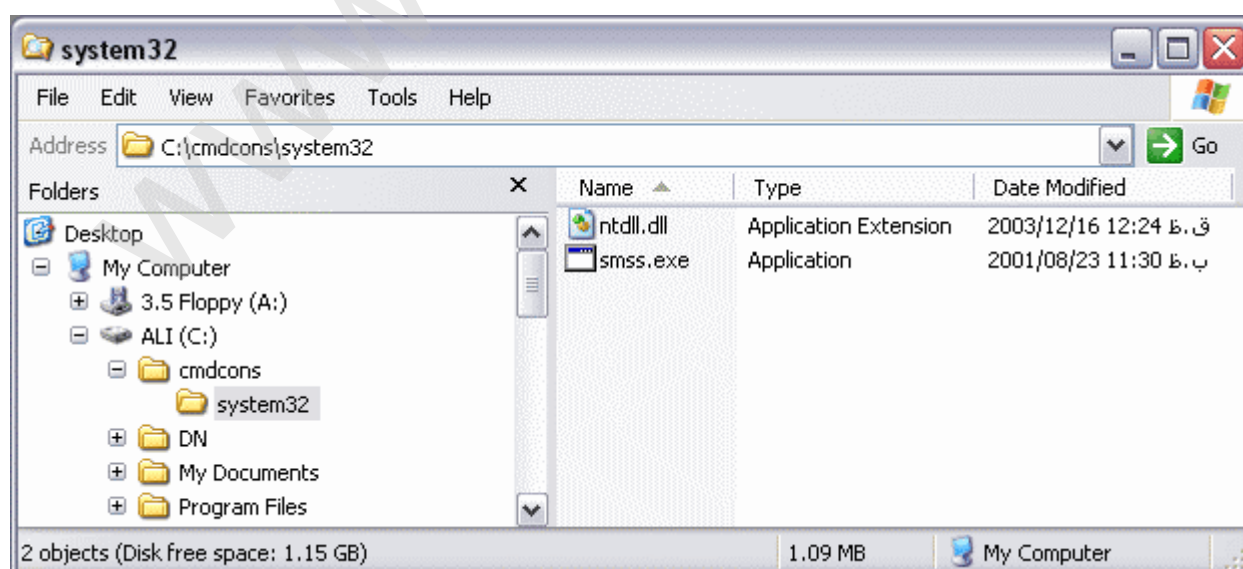 system32
File Edit View Favorites Tools Help
Address C:\cmdcons\system32 Go
Folders
Desktop
My Computer
3.5 Floppy (A:)
ALI (C:)
cmdcons
system32
DN
My Documents
Program Files
Name Type Date Modified
ntdll.dll Application Extension 2003/12/16 12:24 ق.ظ
smss.exe Application 2001/08/23 11:30 ب.ظ
2 objects (Disk free space: 1.15 GB) 1.09 MB My Computer